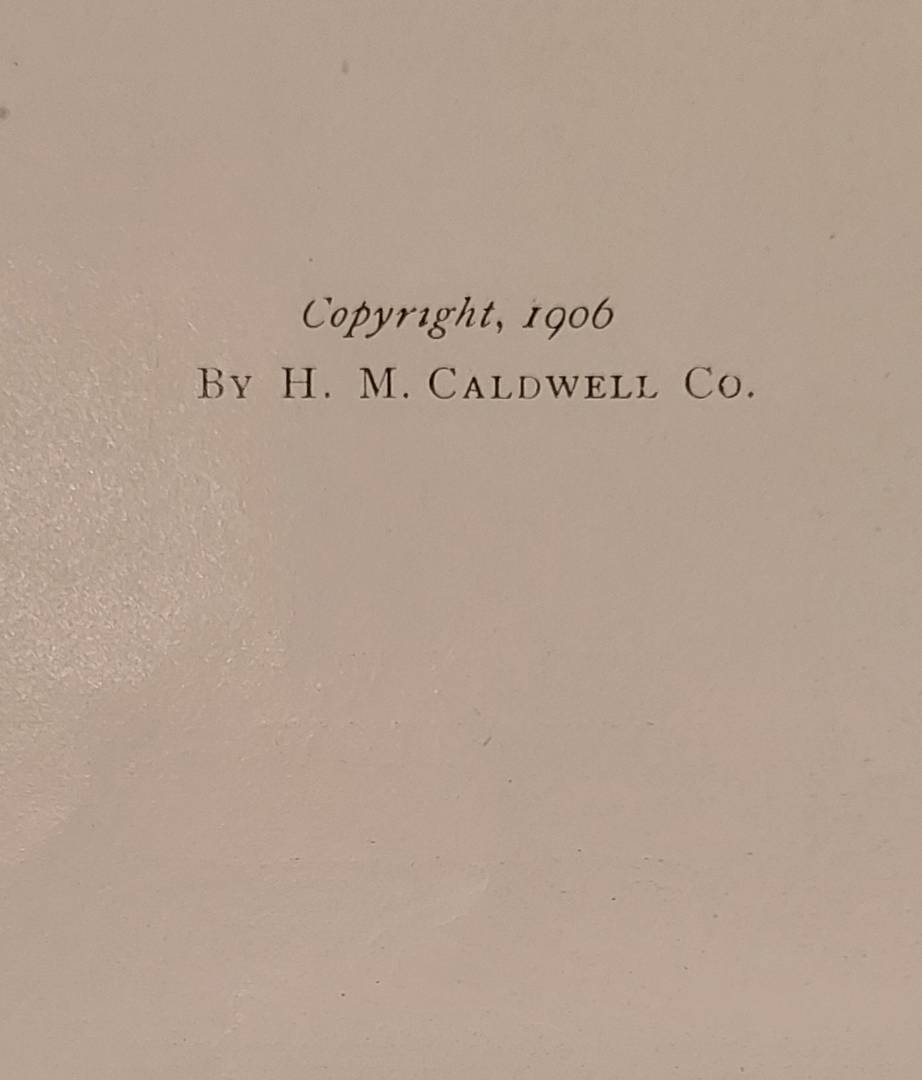 Copyright, 1906
By H. M. Caldwell Co.